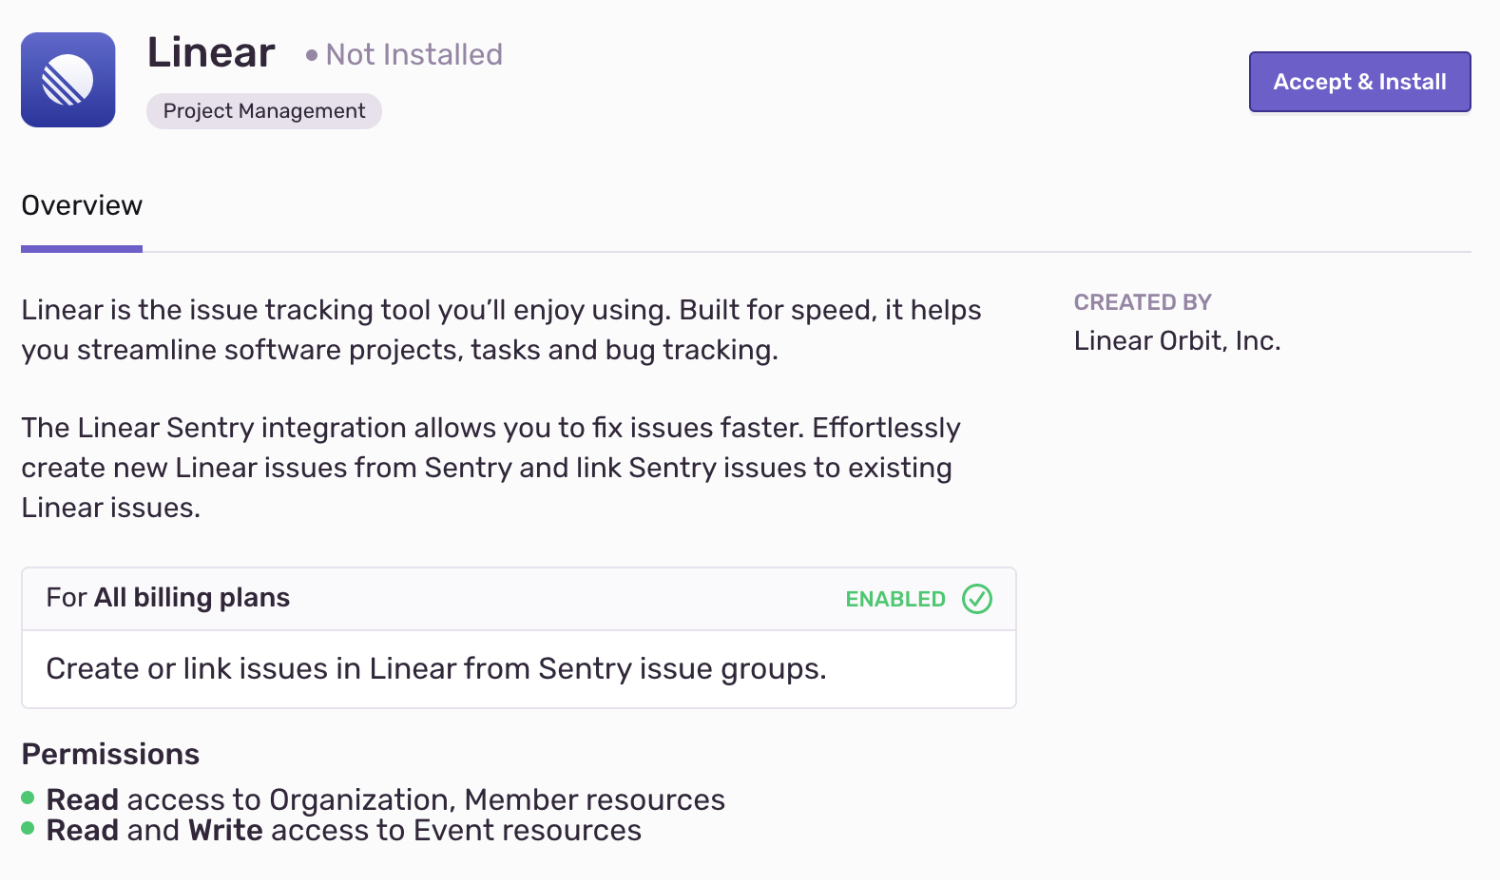 Linear
Not Installed
Accept & Install
Project Management
Overview
Linear is the issue tracking tool you’ll enjoy using. Built for speed, it helps
you streamline software projects, tasks and bug tracking.
The Linear Sentry integration allows you to fix issues faster. Effortlessly
create new Linear issues from Sentry and link Sentry issues to existing
Linear issues.
CREATED BY
Linear Orbit, Inc.
For All billing plans
ENABLED
Create or link issues in Linear from Sentry issue groups.
Permissions
Read access to Organization, Member resources
Read and Write access to Event resources